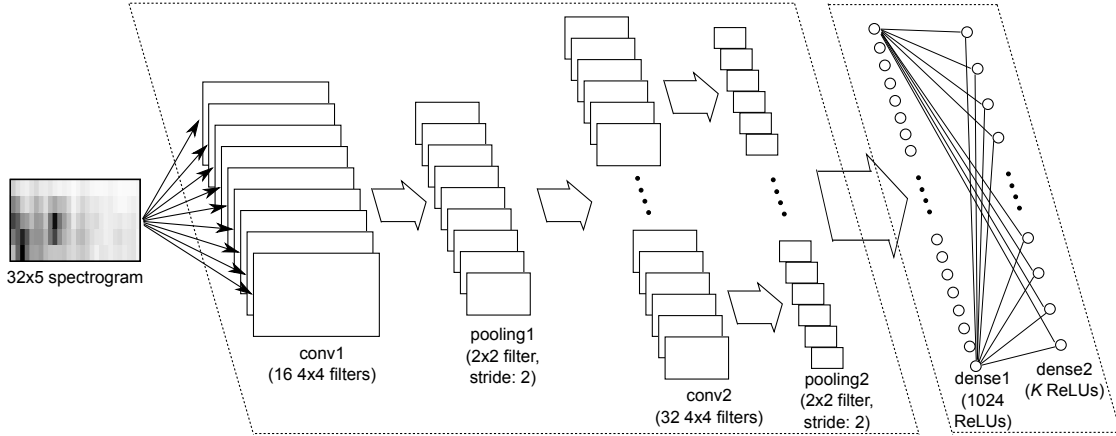 32x5 spectrogram
conv1
(16 4x4 filters)
pooling1
(2x2 filter,
stride: 2)
conv2
(32 4x4 filters)
pooling2
(2x2 filter,
stride: 2)
dense1
(1024
ReLUs)
dense2
(K ReLUs)